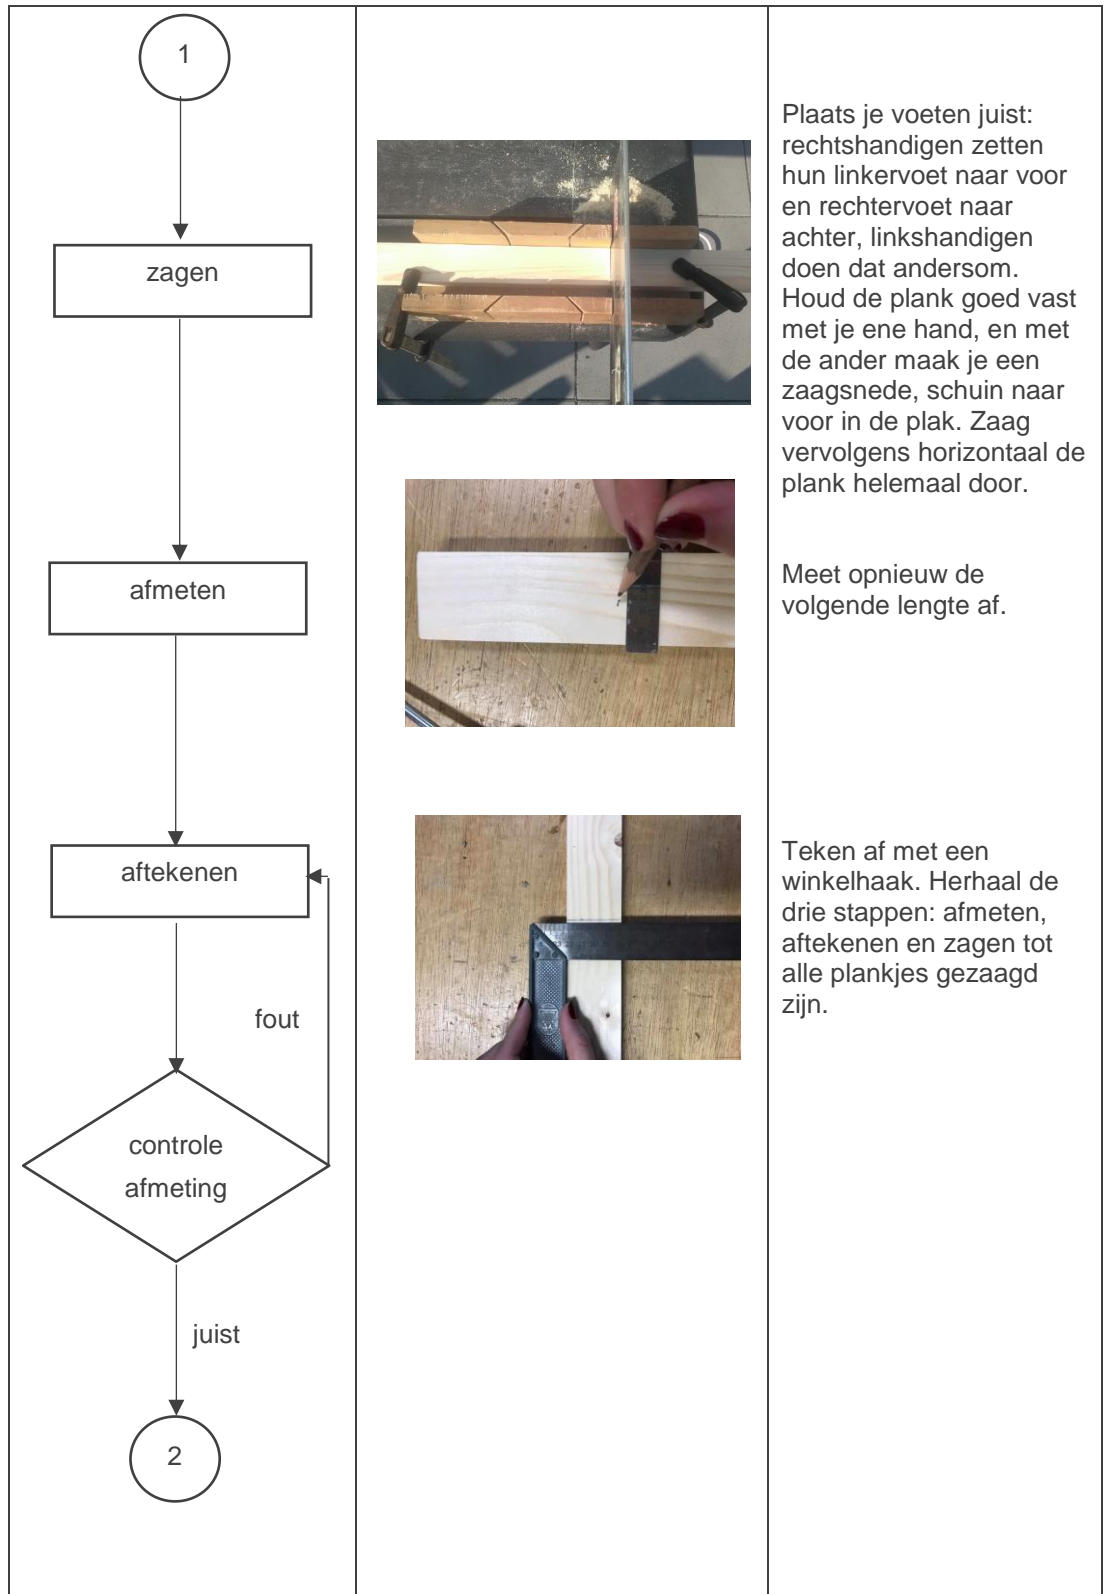 1
zagen
Plaats je voeten juist:
rechtshandigen zetten
hun linkervoet naar voor
en rechtervoet naar
achter, linkshandigen
doen dat andersom.
Houd de plank goed vast
met je ene hand, en met
de ander maak je een
zaagsnede, schuin naar
voor in de plak. Zaag
vervolgens horizontaal de
plank helemaal door.
afmeten
Meet opnieuw de
volgende lengte af.
aftekenen
Teken af met een
winkelhaak. Herhaal de
drie stappen: afmeten,
aftekenen en zagen tot
alle plankjes gezaagd
zijn.
fout
controle
afmeting
juist
2